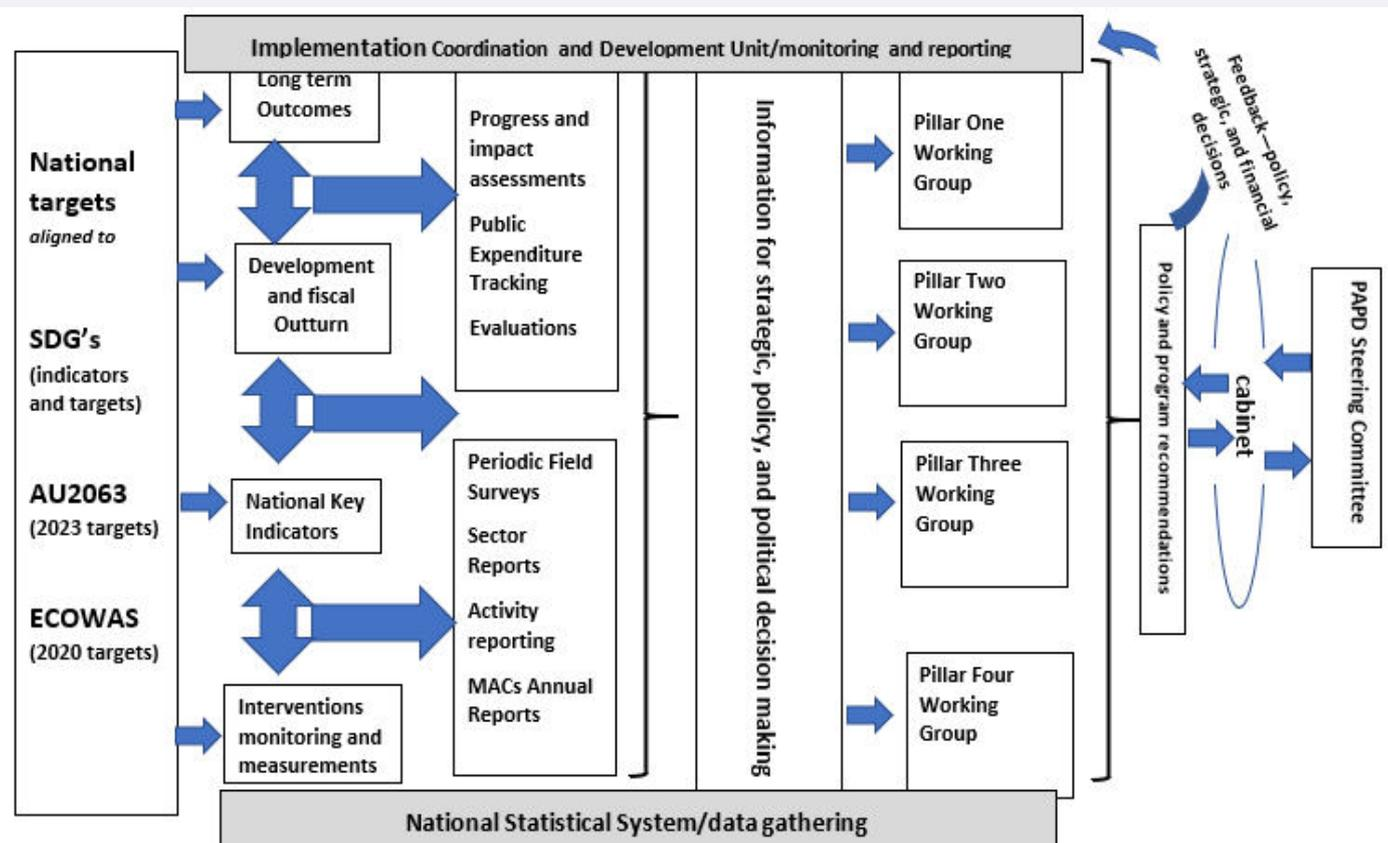 Implementation Coordination and Development Unit/monitoring and reporting
National
targets
aligned to
SDG's
(indicators
and targets)
AU2063
(2023 targets)
ECOWAS
(2020 targets)
Long term
Outcomes
Development
and fiscal
Outturn
National Key
Indicators
Interventions
monitoring and
measurements
Progress and
impact
assessments
Public
Expenditure
Tracking
Evaluations
Periodic Field
Surveys
Sector
Reports
Activity
reporting
MACs Annual
Reports
Information for strategic, policy, and political decision making
Pillar One
Working
Group
Pillar Two
Working
Group
Pillar Three
Working
Group
Pillar Four
Working
Group
Policy and program recommendations
Feedback—policy,
strategic, and financial
decisions
cabinet
PAPD Steering Committee
National Statistical System/data gathering